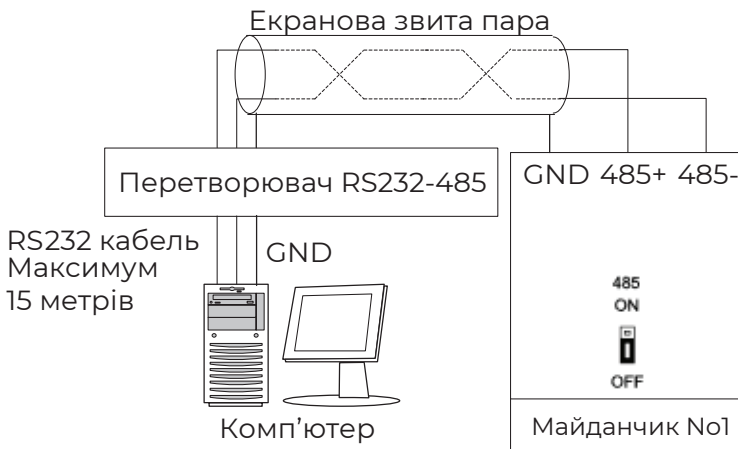 Екранова звита пара
Перетворювач RS232-485
GND 485+ 485-
RS232 кабель
Максимум
15 метрів
GND
485
ON
OFF
Комп’ютер
Майданчик No1